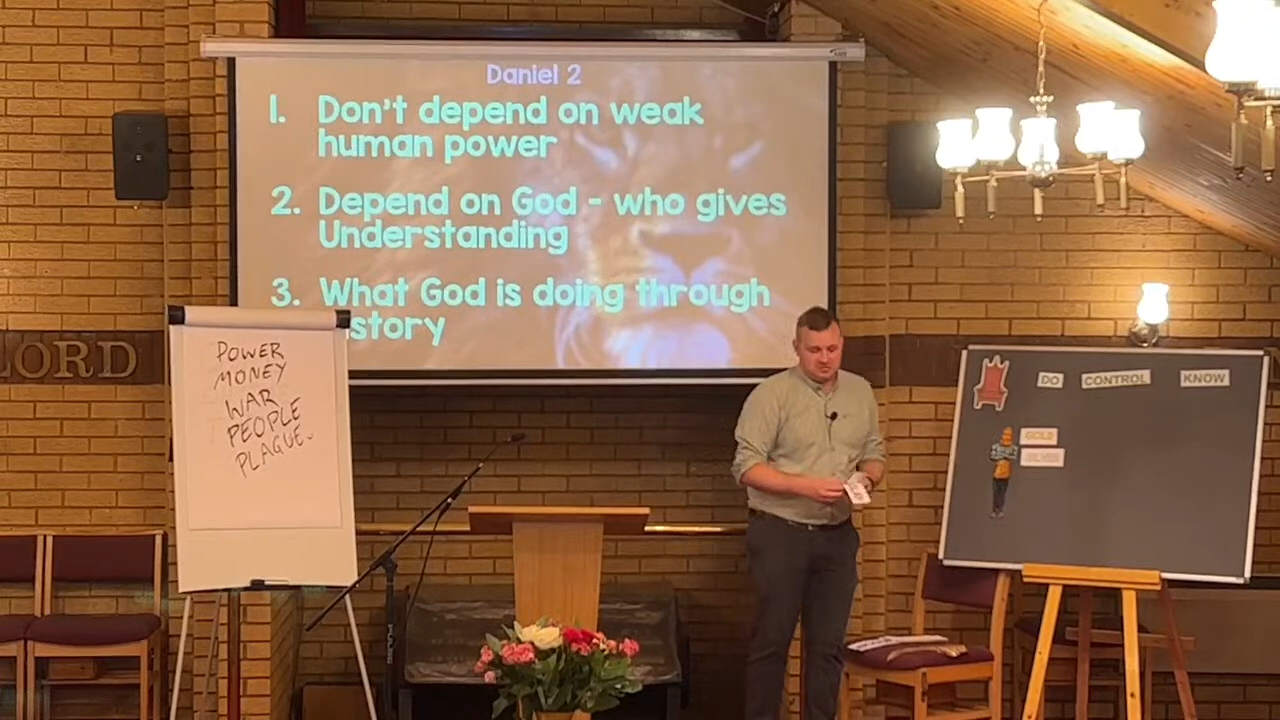 Daniel 2
1. Don't depend on weak
human power
2. Depend on God - who gives
Understanding
3. What God is doing through
story
LORD
POWER
MONEY
WAR
PEOPLE
PLAGUE.
DO CONTROL KNOW
GOLD
SILVER